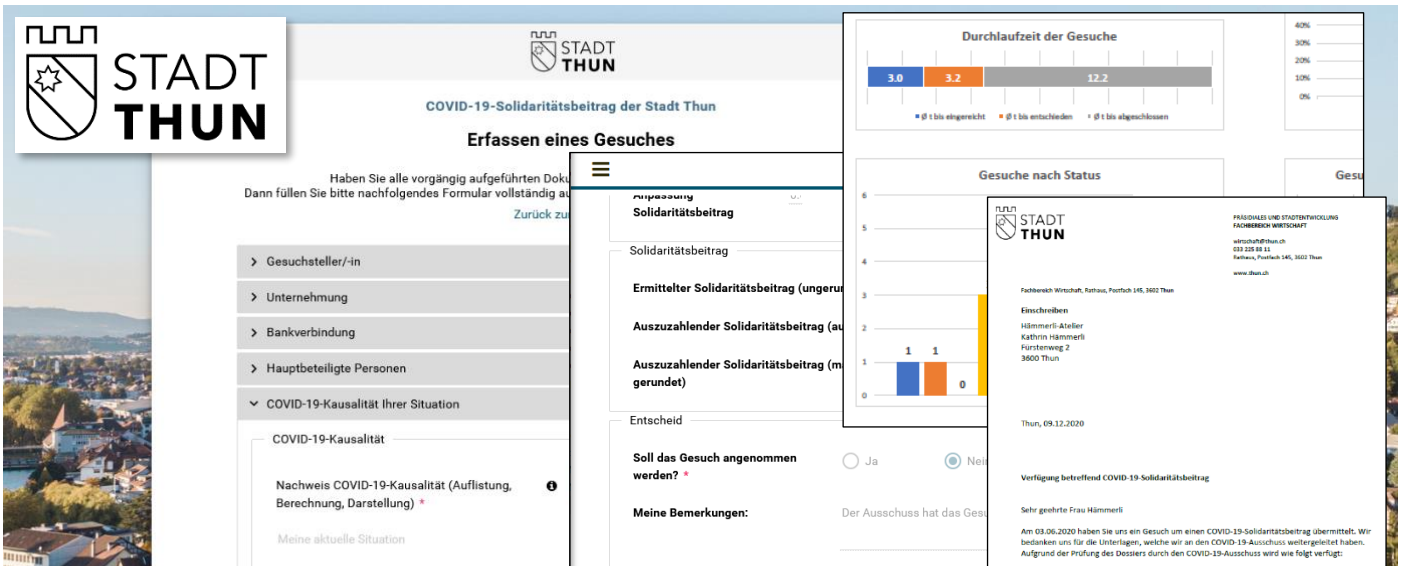 STADT
THUN
STADT
THUN
COVID-19-Solidaritätsbeitrag der Stadt Thun
Erfassen eines Gesuches
Haben Sie alle vorgängig aufgeführten Doku
Dann füllen Sie bitte nachfolgendes Formular vollständig au
Zurück zu
Gesuchsteller/-in
Unternehmung
Bankverbindung
Hauptbeteiligte Personen
COVID-19-Kausalität Ihrer Situation
COVID-19-Kausalität
Nachweis COVID-19-Kausalität (Auflistung,
Berechnung, Darstellung) *
Meine aktuelle Situation
Anpassung
Solidaritätsbeitrag
Solidaritätsbeitrag
Ermittelter Solidaritätsbeitrag (ungerun
Auszuzahlender Solidaritätsbeitrag (au
Auszuzahlender Solidaritätsbeitrag (m
gerundet)
Entscheid
Soll das Gesuch angenommen
werden? *
Ja
Nein
Meine Bemerkungen:
Der Ausschuss hat das Gesu
Durchlaufzeit der Gesuche
3.0 3.2 12.2
Ø t bis eingereicht Ø t bis entschieden Ø t bis abgeschlossen
40%
30%
20%
10%
0%
Gesuche nach Status
6
5
4
3
2
1
0
1 1 0
Gesu
STADT
THUN
PRÄSIDIALES UND STADTENTWICKLUNG
FACHBEREICH WIRTSCHAFT
wirtschaft@thun.ch
033 225 88 11
Rathaus, Postfach 145, 3602 Thun
www.thun.ch
Fachbereich Wirtschaft, Rathaus, Postfach 145, 3602 Thun
Einschreiben
Hämmerli-Atelier
Kathrin Hämmerli
Fürstenweg 2
3600 Thun
Thun, 09.12.2020
Verfügung betreffend COVID-19-Solidaritätsbeitrag
Sehr geehrte Frau Hämmerli
Am 03.06.2020 haben Sie uns ein Gesuch um einen COVID-19-Solidaritätsbeitrag übermittelt. Wir
bedanken uns für die Unterlagen, welche wir an den COVID-19-Ausschuss weitergeleitet haben.
Aufgrund der Prüfung des Dossiers durch den COVID-19-Ausschuss wird wie folgt verfügt: